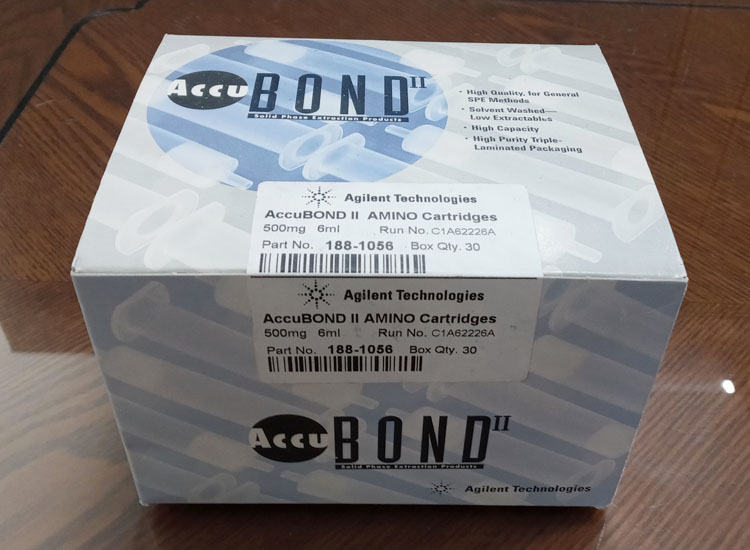 Accu BOND II
Solid Phase Extraction Products
· High Quality, for General
SPE Methods
· Solvent Washed—
Low Extractables
· High Capacity
· High Purity Triple-
Laminated Packaging
Agilent Technologies
AccuBOND II AMINO Cartridges
500mg 6ml Run No. C1A62226A
Part No. 188-1056 Box Qty. 30
Agilent Technologies
AccuBOND II AMINO Cartridges
500mg 6ml Run No. C1A62226A
Part No. 188-1056 Box Qty. 30
Accu BOND II
Solid Phase Extraction Products
Agilent Technologies